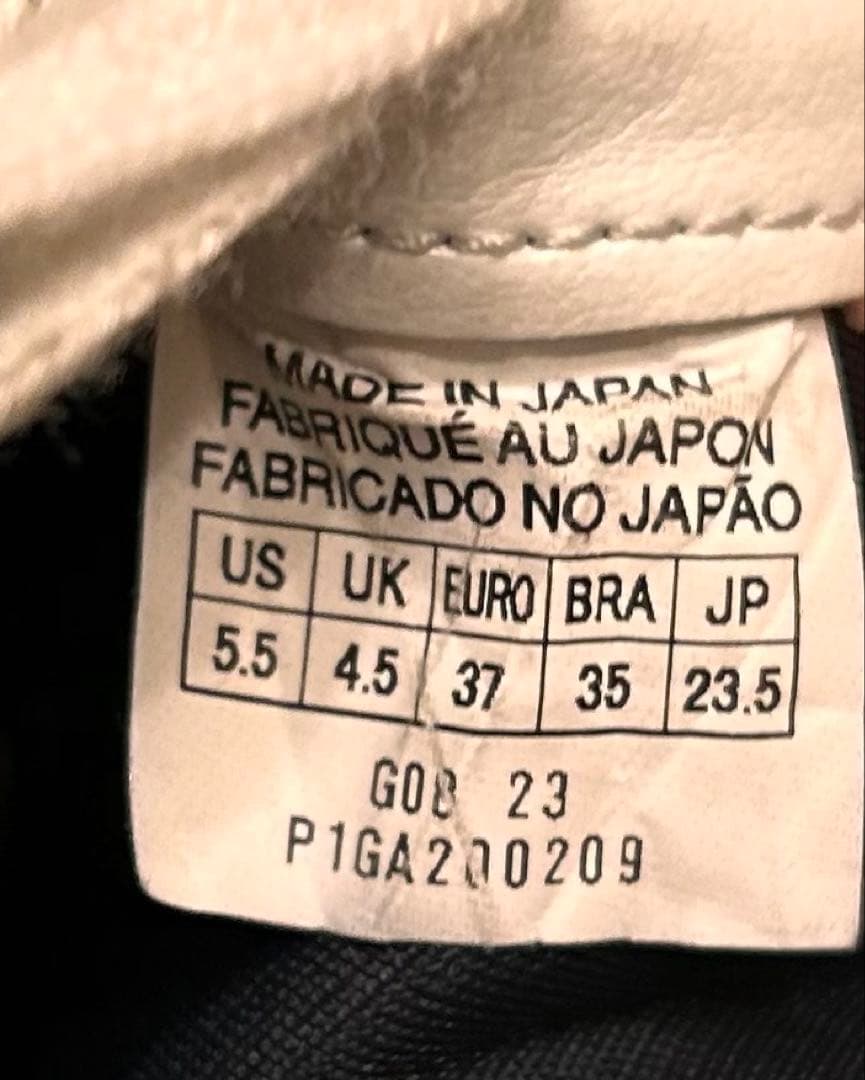 MADE IN JAPAN
FABRIQUÉ AU JAPON
FABRICADO NO JAPÃO
US UK EURO BRA JP
5.5 4.5 37 35 23.5
G08 23
P1GA200209